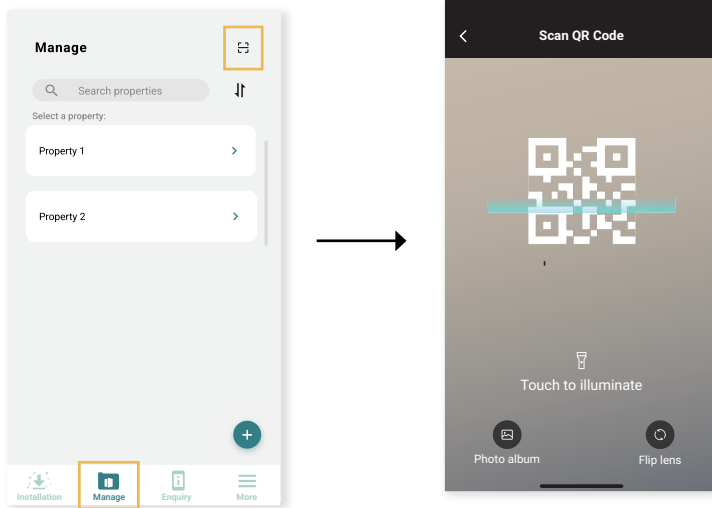 Manage
Search properties
Select a property:
Property 1
Property 2
Installation
Manage
Enquiry
More
Scan QR Code
Touch to illuminate
Photo album
Flip lens